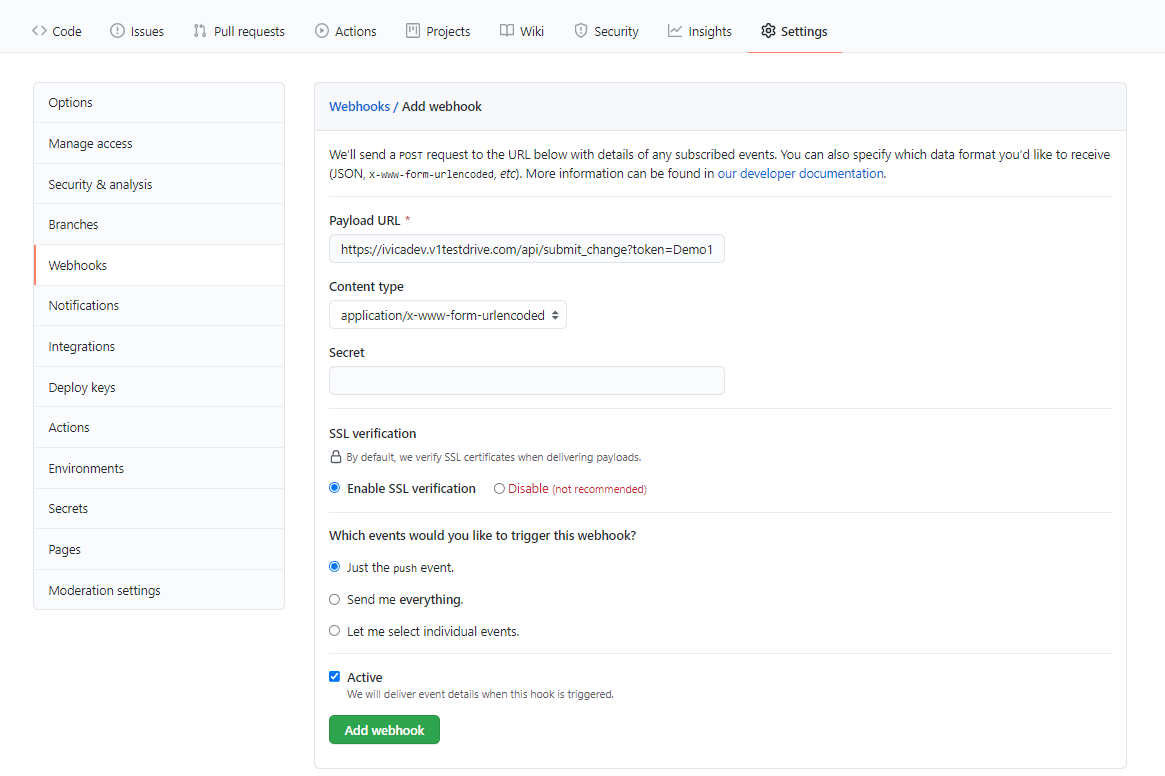 Code Issues Pull requests Actions Projects Wiki Security Insights Settings
Options
Manage access
Security & analysis
Branches
Webhooks
Notifications
Integrations
Deploy keys
Actions
Environments
Secrets
Pages
Moderation settings
Webhooks / Add webhook
We'll send a POST request to the URL below with details of any subscribed events. You can also specify which data format you'd like to receive
(JSON, x-www-form-urlencoded, etc). More information can be found in our developer documentation.
Payload URL *
https://ivicadev.v1testdrive.com/api/submit_change?token=Demo1
Content type
application/x-www-form-urlencoded
Secret
SSL verification
By default, we verify SSL certificates when delivering payloads.
Enable SSL verification Disable (not recommended)
Which events would you like to trigger this webhook?
Just the push event.
Send me everything.
Let me select individual events.
Active
We will deliver event details when this hook is triggered.
Add webhook